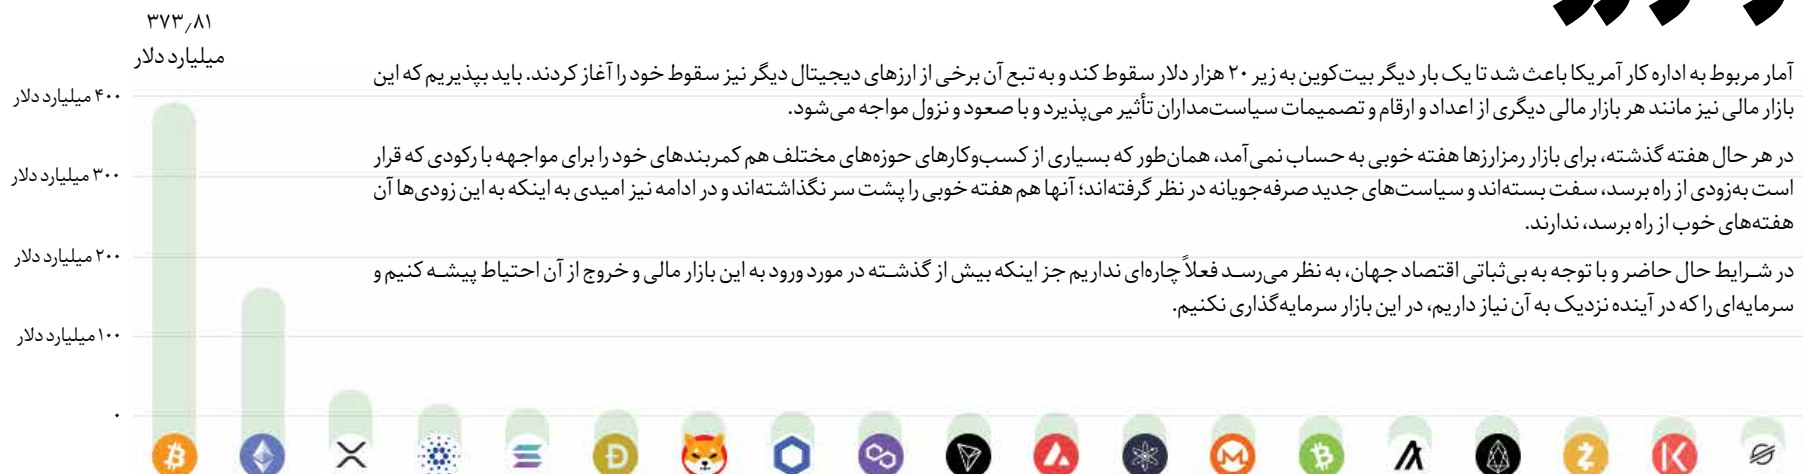 ۳۷۳٫۸۱
میلیارد دلار
آمار مربوط به اداره کار آمریکا باعث شد تا یک بار دیگر بیت‌کوین به زیر ۲۰ هزار دلار سقوط کند و به تبع آن برخی از ارزهای دیجیتال دیگر نیز سقوط خود را آغاز کردند. باید بپذیریم که این
بازار مالی نیز مانند هر بازار مالی دیگری از اعداد و ارقام و تصمیمات سیاست‌مداران تأثیر می‌پذیرد و با صعود و نزول مواجه می‌شود.
در هر حال هفته گذشته، برای بازار رمزارزها هفته خوبی به حساب نمی‌آمد، همان‌طور که بسیاری از کسب‌وکارهای حوزه‌های مختلف هم کمربندهای خود را برای مواجهه با رکودی که قرار
است به‌زودی از راه برسد، سفت بسته‌اند و سیاست‌های جدید صرفه‌جویانه در نظر گرفته‌اند؛ آنها هم هفته خوبی را پشت سر نگذاشته‌اند و در ادامه نیز امیدی به اینکه به این زودی‌ها آن
هفته‌های خوب از راه برسد، ندارند.
در شرایط حال حاضر و با توجه به بی‌ثباتی اقتصاد جهان، به نظر می‌رسد فعلاً چاره‌ای نداریم جز اینکه بیش از گذشته در مورد ورود به این بازار مالی و خروج از آن احتیاط پیشه کنیم و
سرمایه‌ای را که در آینده نزدیک به آن نیاز داریم، در این بازار سرمایه‌گذاری نکنیم.
۴۰۰ میلیارد دلار
۳۰۰ میلیارد دلار
۲۰۰ میلیارد دلار
۱۰۰ میلیارد دلار
۰